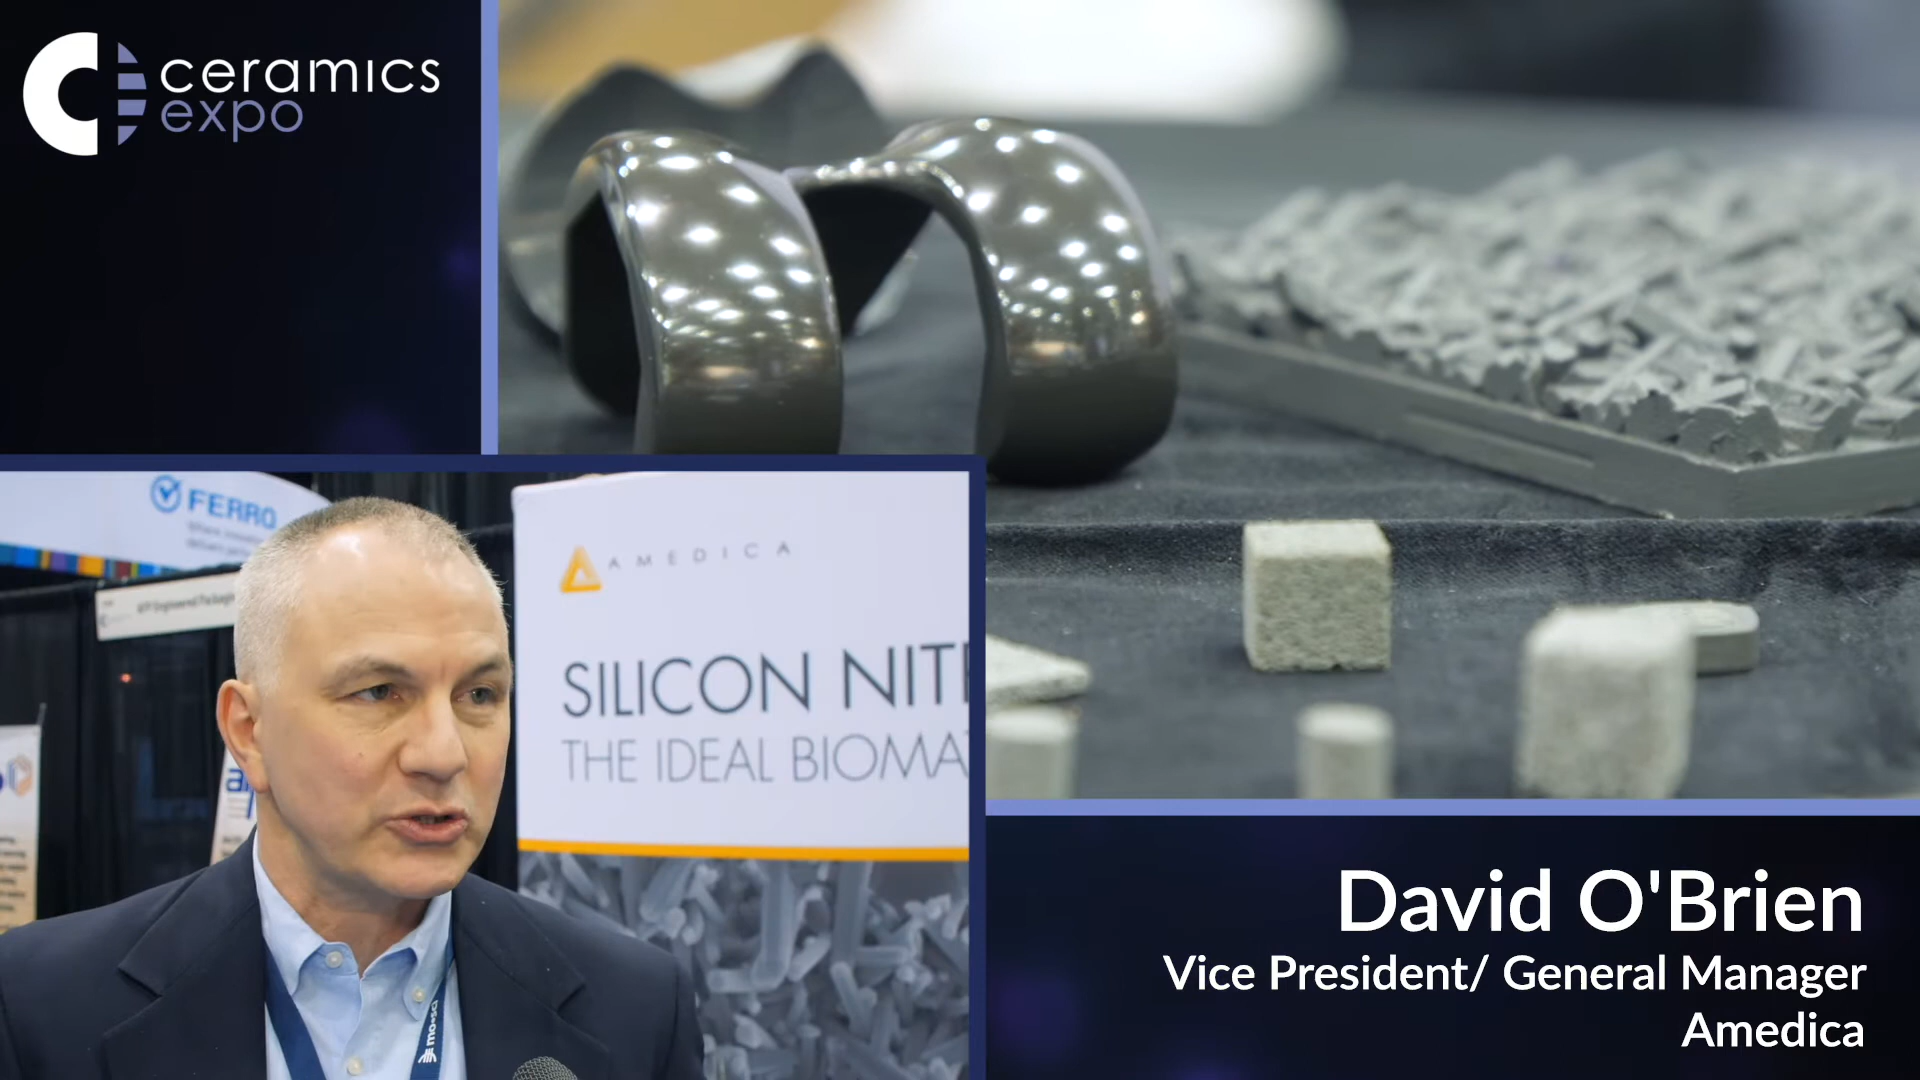 ceramics
expo
FERRO
AMEDICA
SILICON NIT
THE IDEAL BIOMA
David O'Brien
Vice President/ General Manager
Amedica